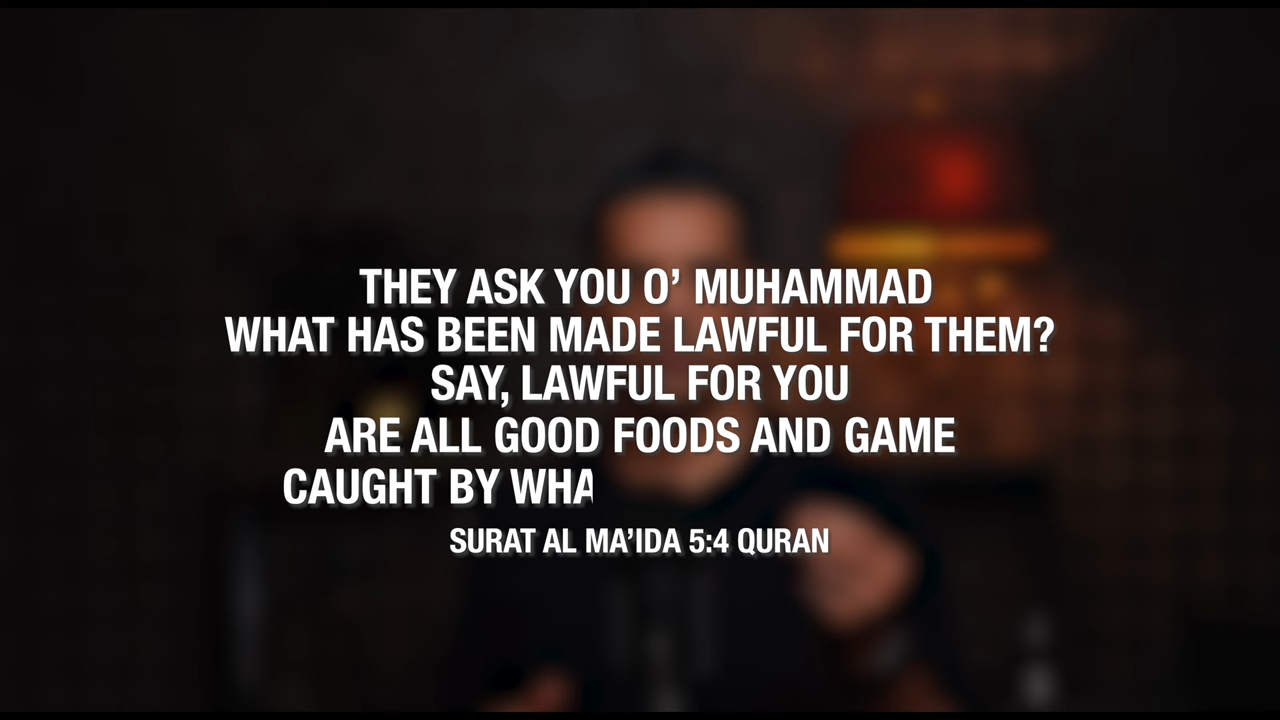 THEY ASK YOU O’ MUHAMMAD
WHAT HAS BEEN MADE LAWFUL FOR THEM?
SAY, LAWFUL FOR YOU
ARE ALL GOOD FOODS AND GAME
CAUGHT BY
SURAT AL MA’IDA 5:4 QURAN